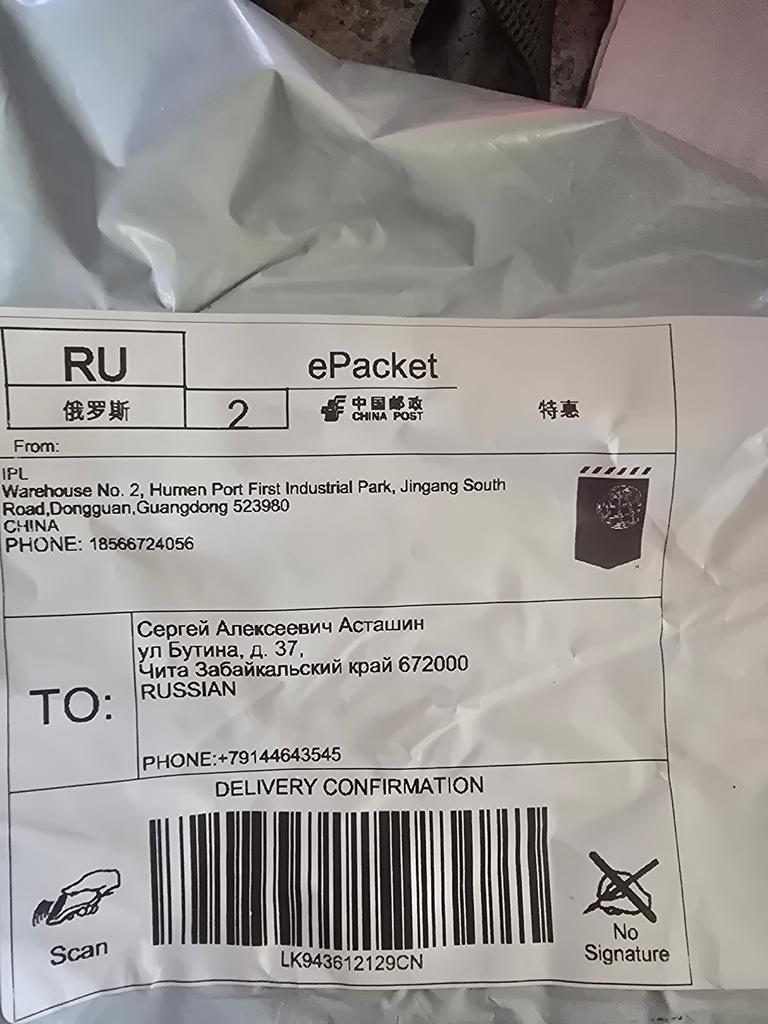 RU
ePacket
俄罗斯
2
中国邮政
CHINA POST
特惠
From:
IPL
Warehouse No. 2, Humen Port First Industrial Park, Jingang South
Road,Dongguan,Guangdong 523980
CHINA
PHONE: 18566724056
TO:
Сергей Алексеевич Асташин
ул Бутина, д. 37,
Чита Забайкальский край 672000
RUSSIAN
PHONE:+79144643545
DELIVERY CONFIRMATION
Scan
LK943612129CN
No
Signature